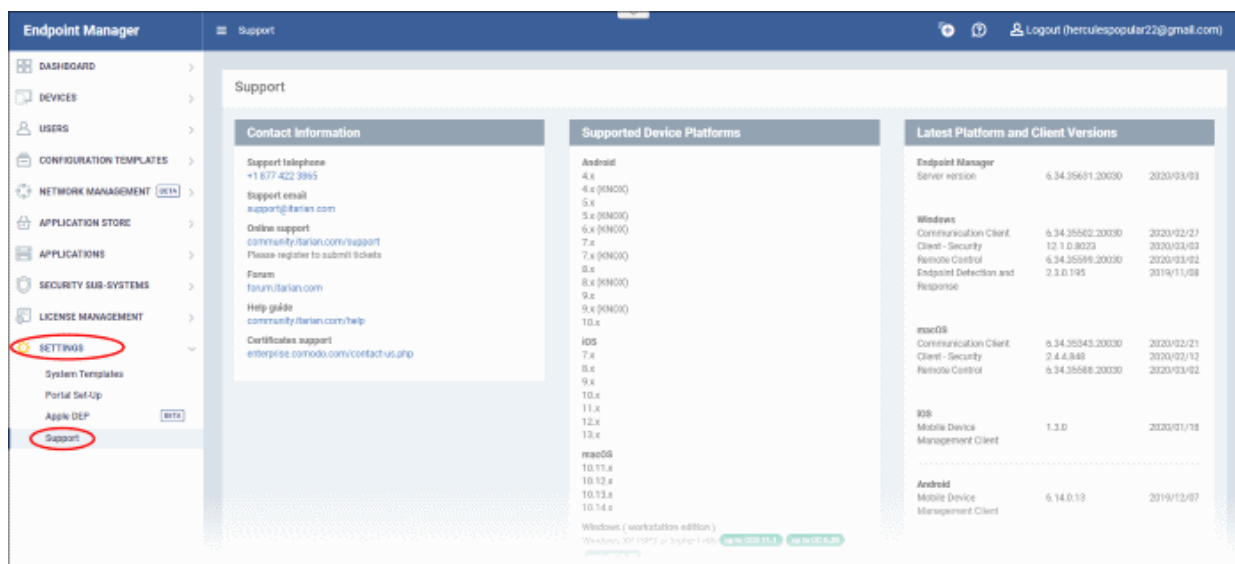 Endpoint Manager
Support
Logout (herculespopular22@gmail.com)
DASHBOARD
DEVICES
USERS
CONFIGURATION TEMPLATES
NETWORK MANAGEMENT BETA
APPLICATION STORE
APPLICATIONS
SECURITY SUB-SYSTEMS
LICENSE MANAGEMENT
SETTINGS
System Templates
Portal Set-Up
Apple DEP BETA
Support
Support
Contact Information
Support telephone
+1 877 422 3865
Support email
support@itarian.com
Online support
community.itarian.com/support
Please register to submit tickets
Forum
forum.itarian.com
Help guide
community.itarian.com/help
Certificates support
enterprise.comodo.com/contact-us.php
Supported Device Platforms
Android
4.x
4.x (KNOX)
5.x
5.x (KNOX)
6.x (KNOX)
7.x
7.x (KNOX)
8.x
8.x (KNOX)
9.x
9.x (KNOX)
10.x
iOS
7.x
8.x
9.x
10.x
11.x
12.x
13.x
macOS
10.11.x
10.12.x
10.13.x
10.14.x
Windows ( workstation edition )
Windows XP (SP3 or higher) x86
Latest Platform and Client Versions
Endpoint Manager
Server version 6.34.35631.20030 2020/03/03
Windows
Communication Client 6.34.35502.20030 2020/02/27
Client - Security 12.1.0.8023 2020/03/03
Remote Control 6.34.35599.20030 2020/03/02
Endpoint Detection and 2.3.0.195 2019/11/08
Response
macOS
Communication Client 6.34.35343.20030 2020/02/21
Client - Security 2.4.4.848 2020/02/12
Remote Control 6.34.35588.20030 2020/03/02
iOS
Mobile Device 1.3.0 2020/01/18
Management Client
Android
Mobile Device 6.14.0.13 2019/12/07
Management Client